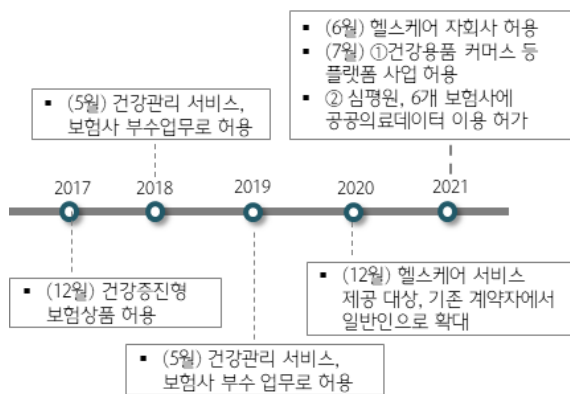 ▪ (6월) 헬스케어 자회사 허용
▪ (7월) ①건강용품 커머스 등
플랫폼 사업 허용
▪ ② 심평원, 6개 보험사에
공공의료데이터 이용 허가
▪ (5월) 건강관리 서비스,
보험사 부수업무로 허용
2017 2018 2019 2020 2021
▪ (12월) 건강증진형
보험상품 허용
▪ (12월) 헬스케어 서비스
제공 대상, 기존 계약자에서
일반인으로 확대
▪ (5월) 건강관리 서비스,
보험사 부수 업무로 허용